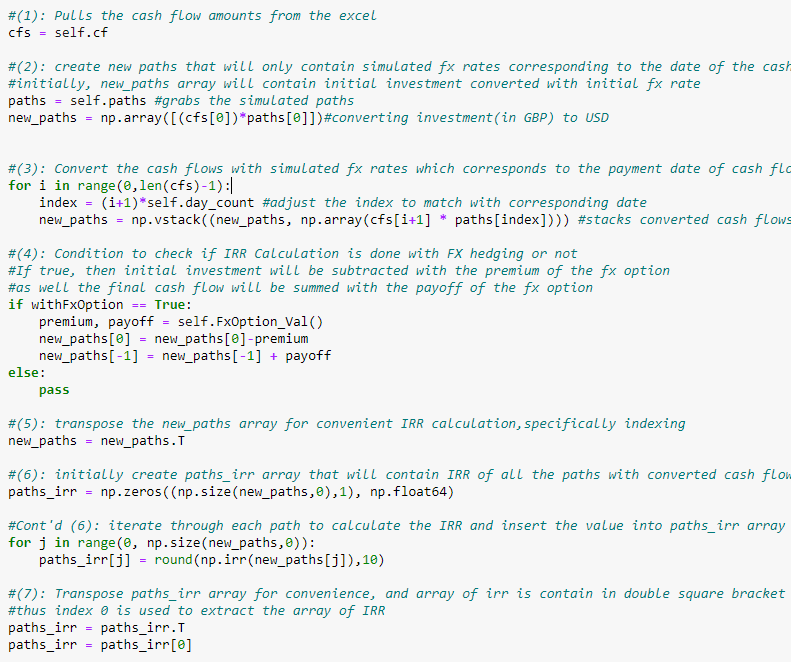 #(1): Pulls the cash flow amounts from the excel
cfs = self.cf
#(2): create new paths that will only contain simulated fx rates corresponding to the date of the cash
#initially, new_paths array will contain initial investment converted with initial fx rate
paths = self.paths #grabs the simulated paths
new_paths = np.array([(cfs[0])*paths[0]])#converting investment(in GBP) to USD
#(3): Convert the cash flows with simulated fx rates which corresponds to the payment date of cash flo
for i in range(0,len(cfs)-1):
    index = (i+1)*self.day_count #adjust the index to match with corresponding date
    new_paths = np.vstack((new_paths, np.array(cfs[i+1] * paths[index]))) #stacks converted cash flows
#(4): Condition to check if IRR Calculation is done with FX hedging or not
#If true, then initial investment will be subtracted with the premium of the fx option
#as well the final cash flow will be summed with the payoff of the fx option
if withFxOption == True:
    premium, payoff = self.FxOption_Val()
    new_paths[0] = new_paths[0]-premium
    new_paths[-1] = new_paths[-1] + payoff
else:
    pass
#(5): transpose the new_paths array for convenient IRR calculation,specifically indexing
new_paths = new_paths.T
#(6): initially create paths_irr array that will contain IRR of all the paths with converted cash flow
paths_irr = np.zeros((np.size(new_paths,0),1), np.float64)
#Cont'd (6): iterate through each path to calculate the IRR and insert the value into paths_irr array
for j in range(0, np.size(new_paths,0)):
    paths_irr[j] = round(np.irr(new_paths[j]),10)
#(7): Transpose paths_irr array for convenience, and array of irr is contain in double square bracket
#thus index 0 is used to extract the array of IRR
paths_irr = paths_irr.T
paths_irr = paths_irr[0]